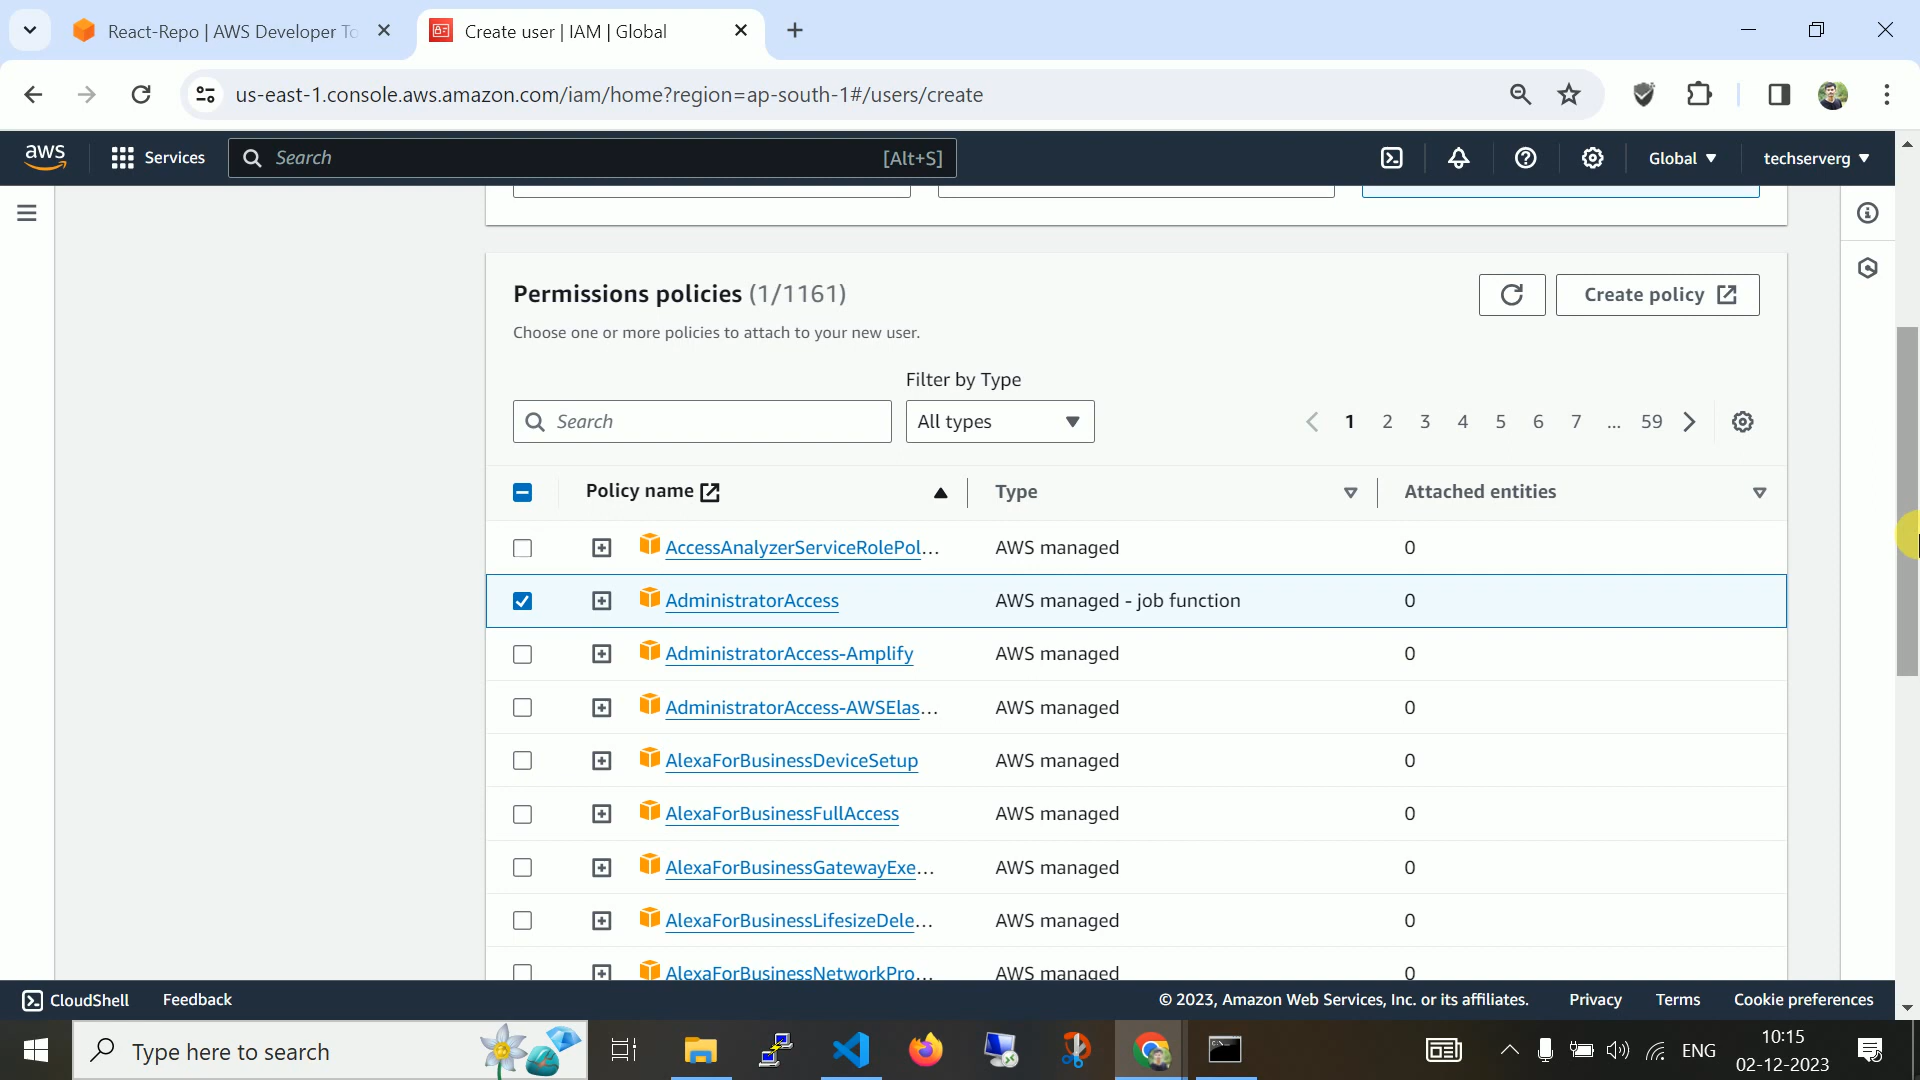 React-Repo | AWS Developer To
Create user | IAM | Global
us-east-1.console.aws.amazon.com/iam/home?region=ap-south-1#/users/create
aws
Services
Search
[Alt+S]
Global
techserverg
Permissions policies (1/1161)
Create policy
Choose one or more policies to attach to your new user.
Filter by Type
Search
All types
1 2 3 4 5 6 7 ... 59
Policy name
Type
Attached entities
AccessAnalyzerServiceRolePol... AWS managed 0
AdministratorAccess AWS managed - job function 0
AdministratorAccess-Amplify AWS managed 0
AdministratorAccess-AWSElas... AWS managed 0
AlexaForBusinessDeviceSetup AWS managed 0
AlexaForBusinessFullAccess AWS managed 0
AlexaForBusinessGatewayExe... AWS managed 0
AlexaForBusinessLifesizeDele... AWS managed 0
AlexaForBusinessNetworkPro... AWS managed 0
CloudShell
Feedback
© 2023, Amazon Web Services, Inc. or its affiliates.
Privacy
Terms
Cookie preferences
Type here to search
ENG
10:15
02-12-2023